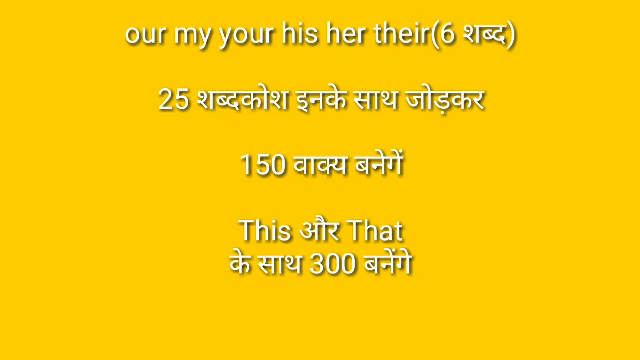 our my your his her their(6 शब्द)
25 शब्दकोश इनके साथ जोड़कर
150 वाक्य बनेगें
This और That
के साथ 300 बनेंगे